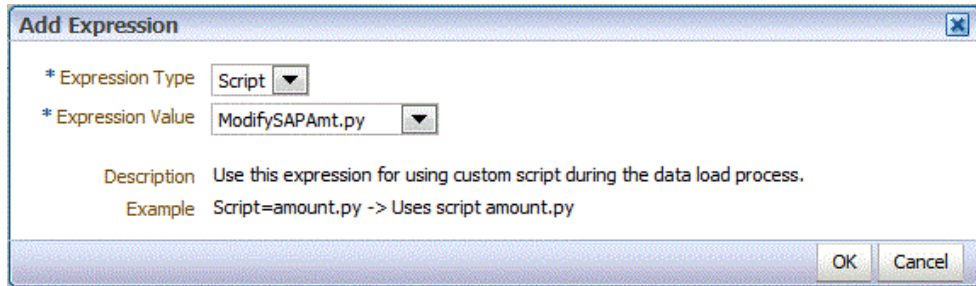 Add Expression
* Expression Type Script
* Expression Value ModifySAPAmt.py
Description Use this expression for using custom script during the data load process.
Example Script=amount.py -> Uses script amount.py
OK Cancel